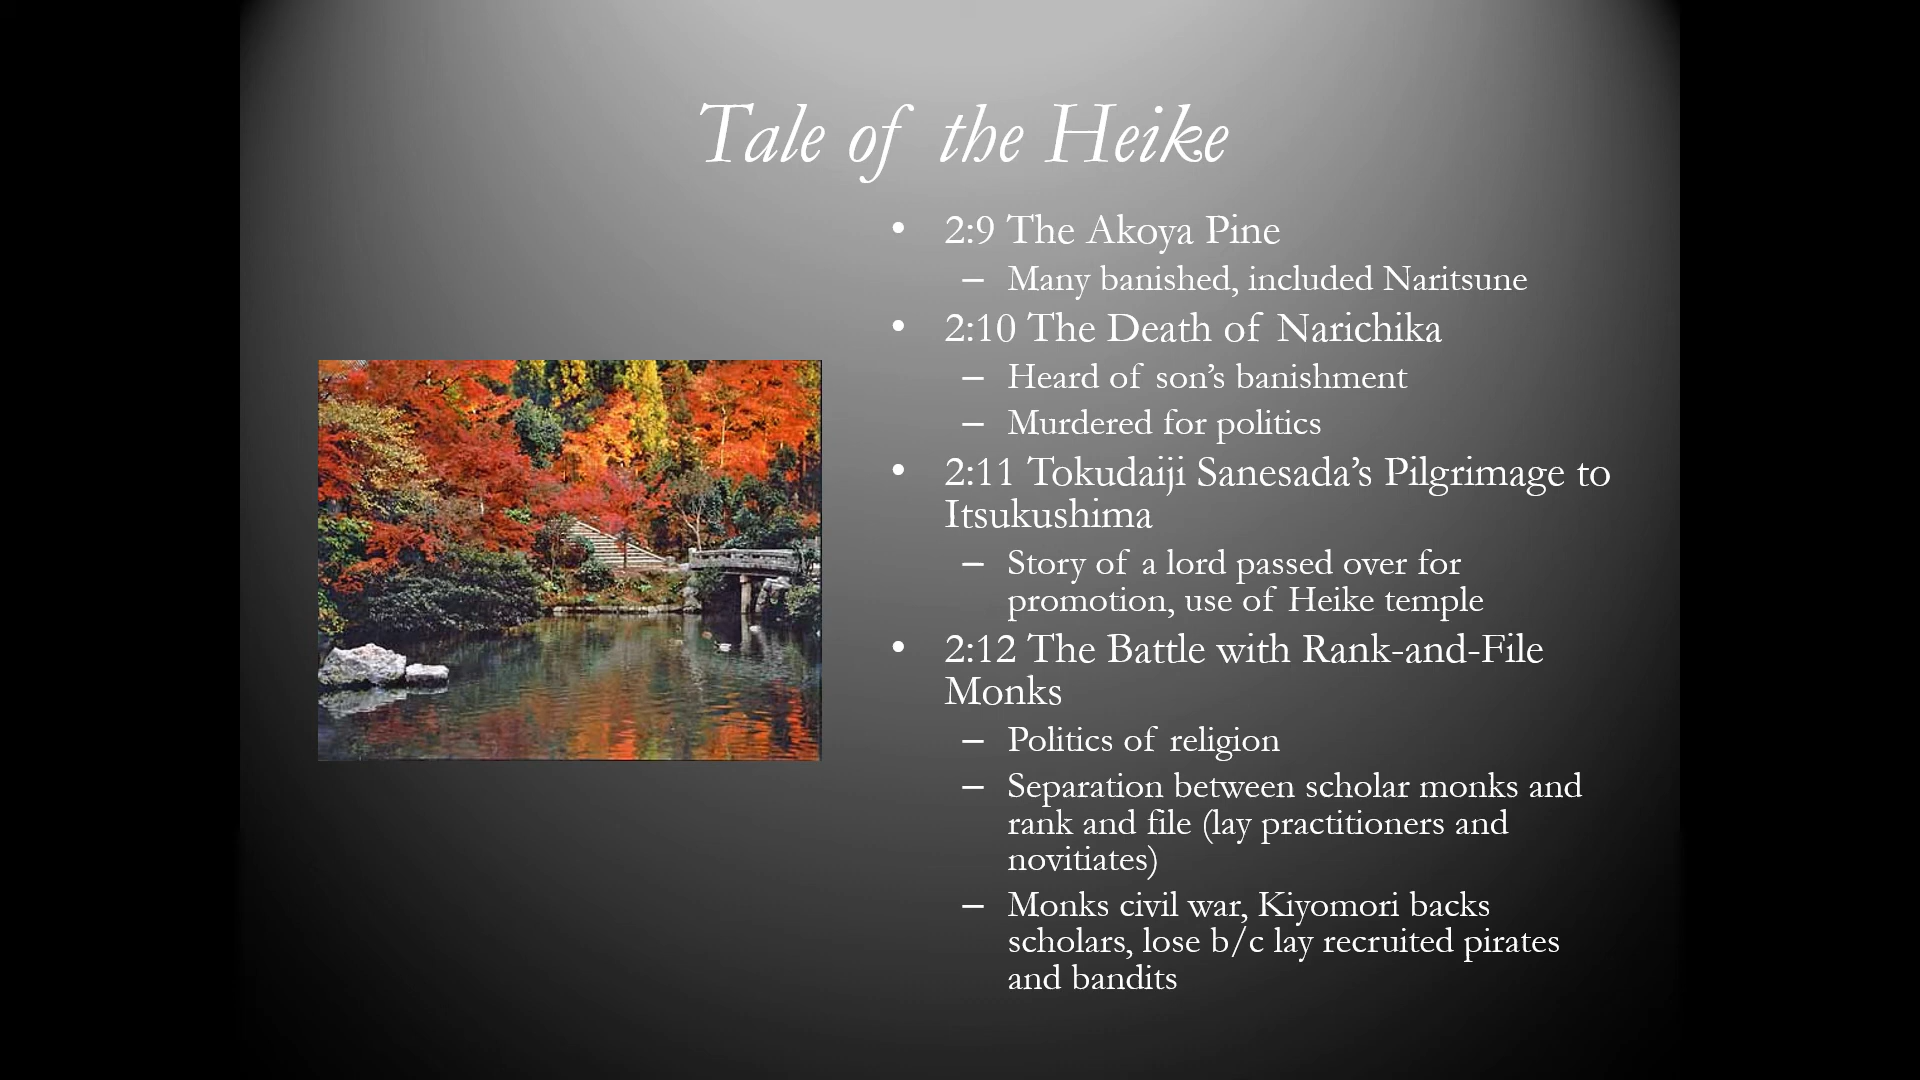 Tale of the Heike
• 2:9 The Akoya Pine
– Many banished, included Naritsune
• 2:10 The Death of Narichika
– Heard of son’s banishment
– Murdered for politics
• 2:11 Tokudaiji Sanesada’s Pilgrimage to
Itsukushima
– Story of a lord passed over for
promotion, use of Heike temple
• 2:12 The Battle with Rank-and-File
Monks
– Politics of religion
– Separation between scholar monks and
rank and file (lay practitioners and
novitiates)
– Monks civil war, Kiyomori backs
scholars, lose b/c lay recruited pirates
and bandits